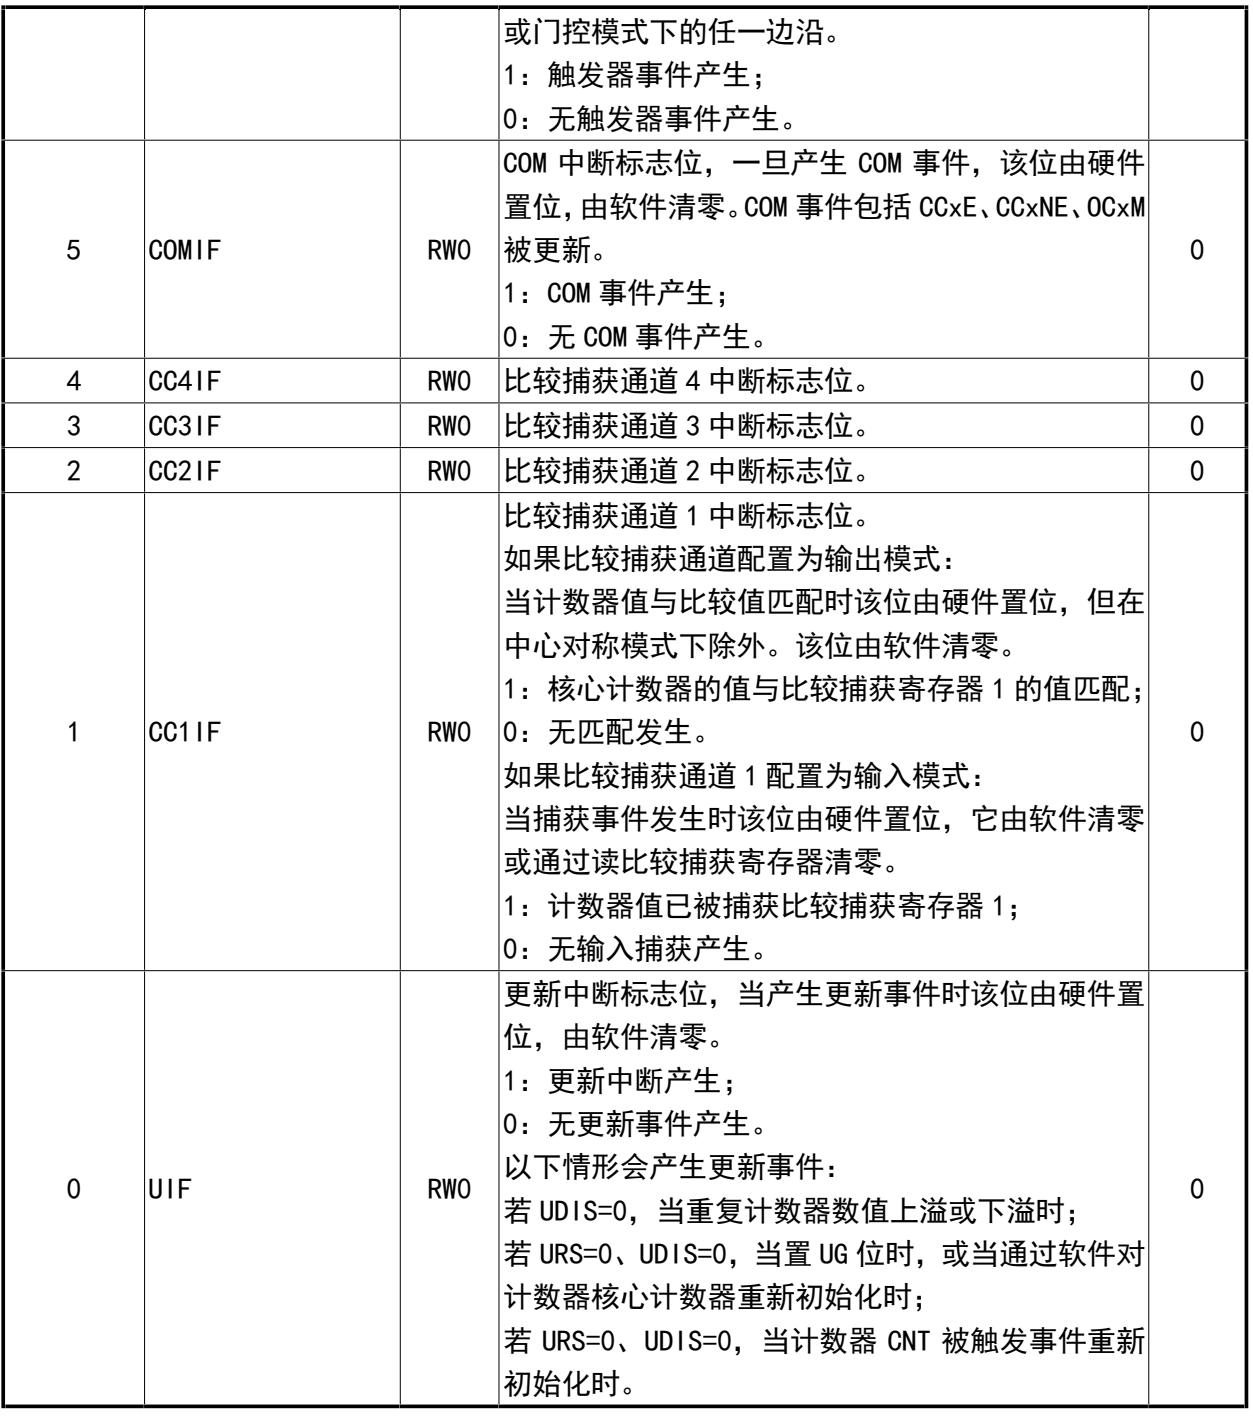 或门控模式下的任一边沿。
1：触发器事件产生；
0：无触发器事件产生。
5 COMIF RW0 0
COM 中断标志位，一旦产生 COM 事件，该位由硬件
置位，由软件清零。COM 事件包括 CCxE、CCxNE、OCxM
被更新。
1：COM 事件产生；
0：无 COM 事件产生。
4 CC4IF RW0 比较捕获通道 4 中断标志位。 0
3 CC3IF RW0 比较捕获通道 3 中断标志位。 0
2 CC2IF RW0 比较捕获通道 2 中断标志位。 0
1 CC1IF RW0 0
比较捕获通道 1 中断标志位。
如果比较捕获通道配置为输出模式：
当计数器值与比较值匹配时该位由硬件置位，但在
中心对称模式下除外。该位由软件清零。
1：核心计数器的值与比较捕获寄存器 1 的值匹配；
0：无匹配发生。
如果比较捕获通道 1 配置为输入模式：
当捕获事件发生时该位由硬件置位，它由软件清零
或通过读比较捕获寄存器清零。
1：计数器值已被捕获比较捕获寄存器 1；
0：无输入捕获产生。
0 UIF RW0 0
更新中断标志位，当产生更新事件时该位由硬件置
位，由软件清零。
1：更新中断产生；
0：无更新事件产生。
以下情形会产生更新事件：
若 UDIS=0，当重复计数器数值上溢或下溢时；
若 URS=0、UDIS=0，当置 UG 位时，或当通过软件对
计数器核心计数器重新初始化时；
若 URS=0、UDIS=0，当计数器 CNT 被触发事件重新
初始化时。